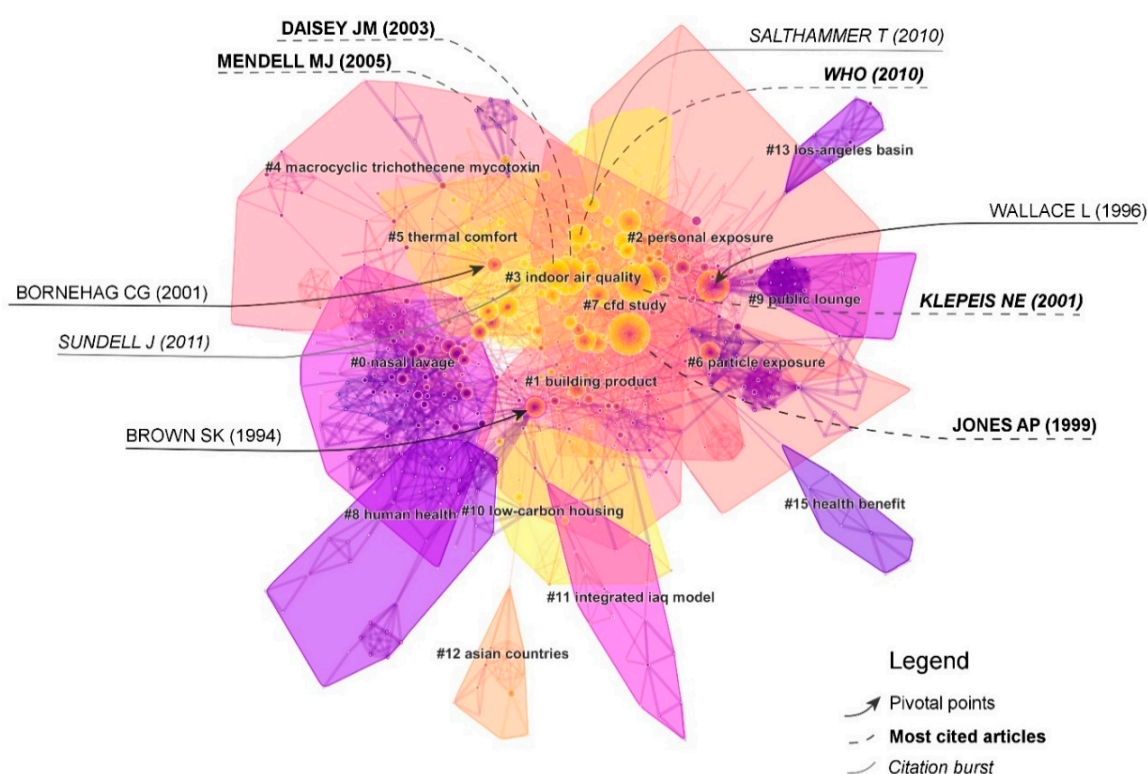 DAISEY JM (2003)
SALTHAMMER T (2010)
MENDELL MJ (2005)
WHO (2010)
#13 los-angeles basin
#4 macrocyclic trichothecene mycotoxin
WALLACE L (1996)
#5 thermal comfort
#2 personal exposure
#3 indoor air quality
BORNEHAG CG (2001)
#9 public lounge
KLEPEIS NE (2001)
#7 cfd study
SUNDELL J (2011)
#0 nasal lavage
#6 particle exposure
#1 building product
BROWN SK (1994)
JONES AP (1999)
#15 health benefit
#8 human health
#10 low-carbon housing
#11 integrated iaq model
#12 asian countries
Legend
Pivotal points
Most cited articles
Citation burst